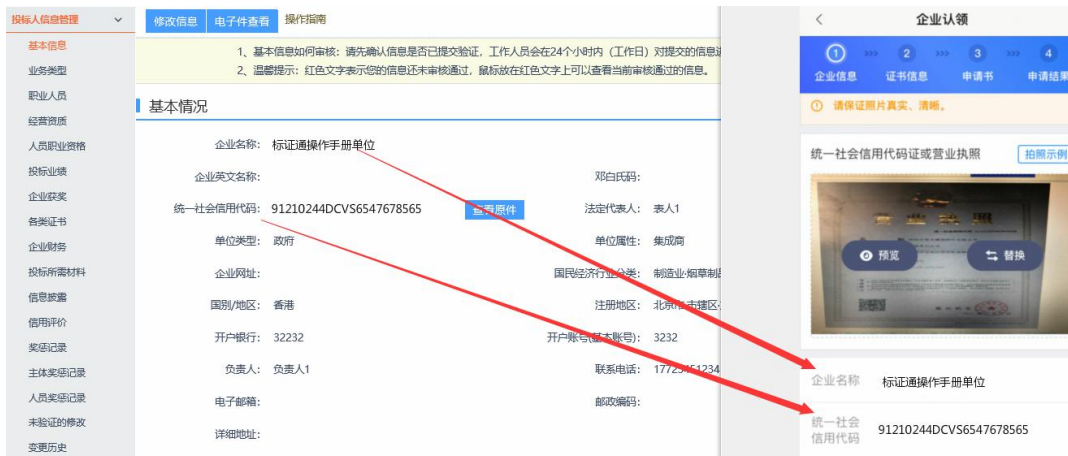 投标人信息管理
基本信息
业务类型
职业人员
经营资质
人员职业资格
投标业绩
企业获奖
各类证书
企业财务
投标所需材料
信息披露
信用评价
奖惩记录
主体奖惩记录
人员奖惩记录
未验证的修改
变更历史
修改信息 电子件查看 操作指南
1、基本信息如何审核：请先确认信息是否已提交验证，工作人员会在24个小时内（工作日）对提交的信息
2、温馨提示：红色文字表示您的信息还未审核通过，鼠标放在红色文字上可以查看当前审核通过的信息。
基本情况
企业名称： 标证通操作手册单位
企业英文名称： 邓白氏码：
统一社会信用代码： 91210244DCVS6547678565 查看原件 法定代表人： 表人1
单位类型： 政府 单位属性： 集成商
企业网址： 国民经济行业分类： 制造业·烟草制品
国别/地区： 香港 注册地区： 北京市·市辖区·
开户银行： 32232 开户账号(基本账号)： 3232
负责人： 负责人1 联系电话： 17725451234
电子邮箱： 邮政编码：
详细地址：
企业认领
1 >>> 2 >>> 3 >>> 4
企业信息 证书信息 申请书 申请结果
请保证照片真实、清晰。
统一社会信用代码证或营业执照 拍照示例
营业执照
预览 替换
企业名称 标证通操作手册单位
统一社会
信用代码 91210244DCVS6547678565